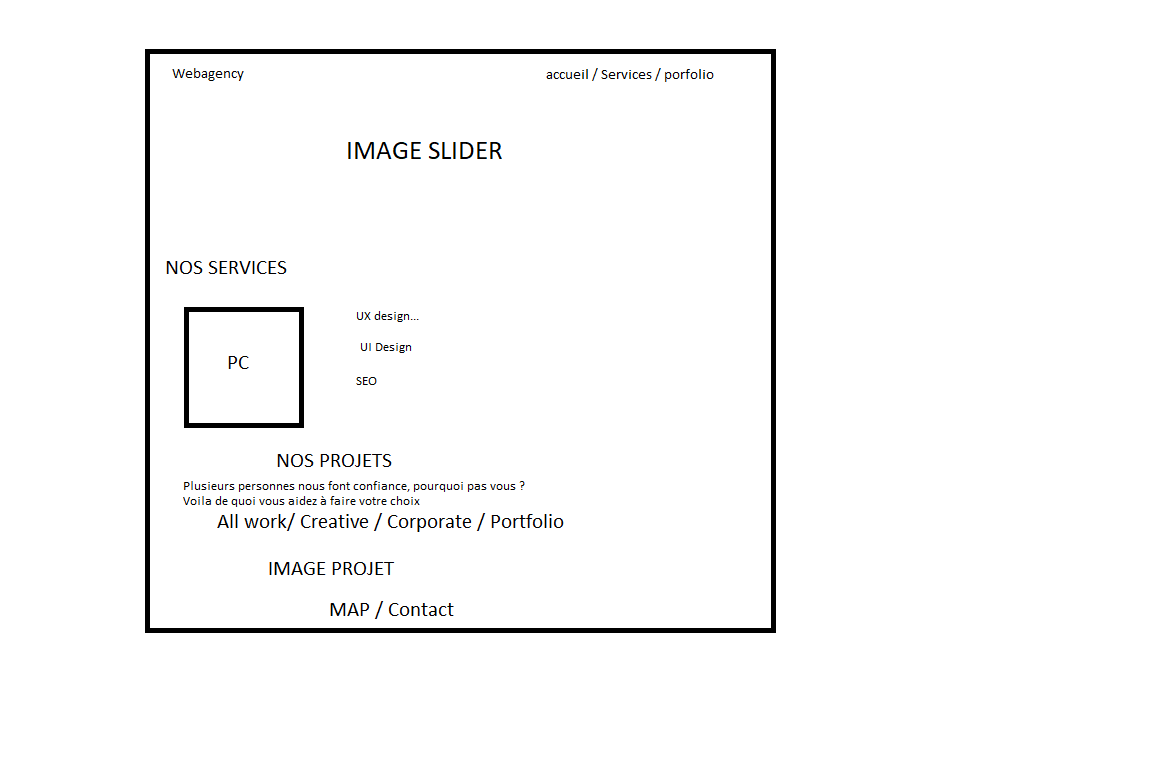 Webagency
accueil / Services / porfolio
IMAGE SLIDER
NOS SERVICES
PC
UX design...
UI Design
SEO
NOS PROJETS
Plusieurs personnes nous font confiance, pourquoi pas vous ?
Voila de quoi vous aidez à faire votre choix
All work/ Creative / Corporate / Portfolio
IMAGE PROJET
MAP / Contact